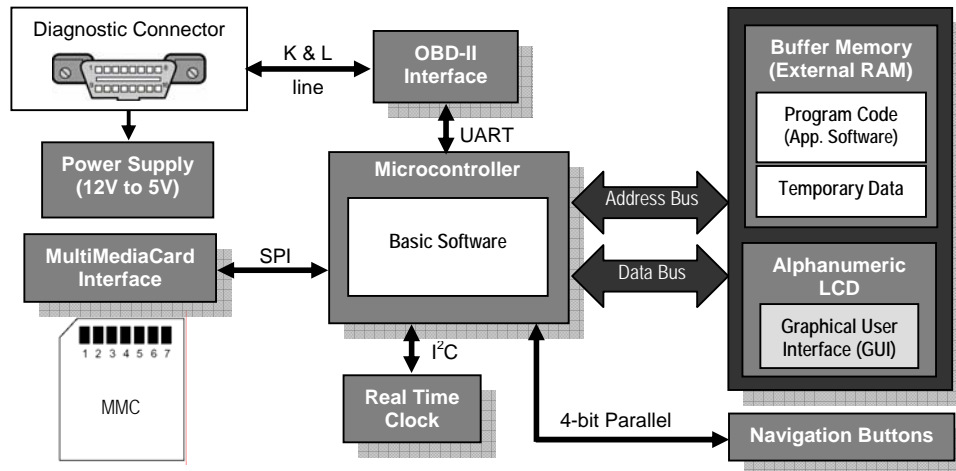 Diagnostic Connector
K & L
line
OBD-II
Interface
UART
Power Supply
(12V to 5V)
Microcontroller
Basic Software
Address Bus
Data Bus
Buffer Memory
(External RAM)
Program Code
(App. Software)
Temporary Data
Alphanumeric
LCD
Graphical User
Interface (GUI)
MultiMediaCard
Interface
SPI
1 2 3 4 5 6 7
MMC
I²C
Real Time
Clock
4-bit Parallel
Navigation Buttons